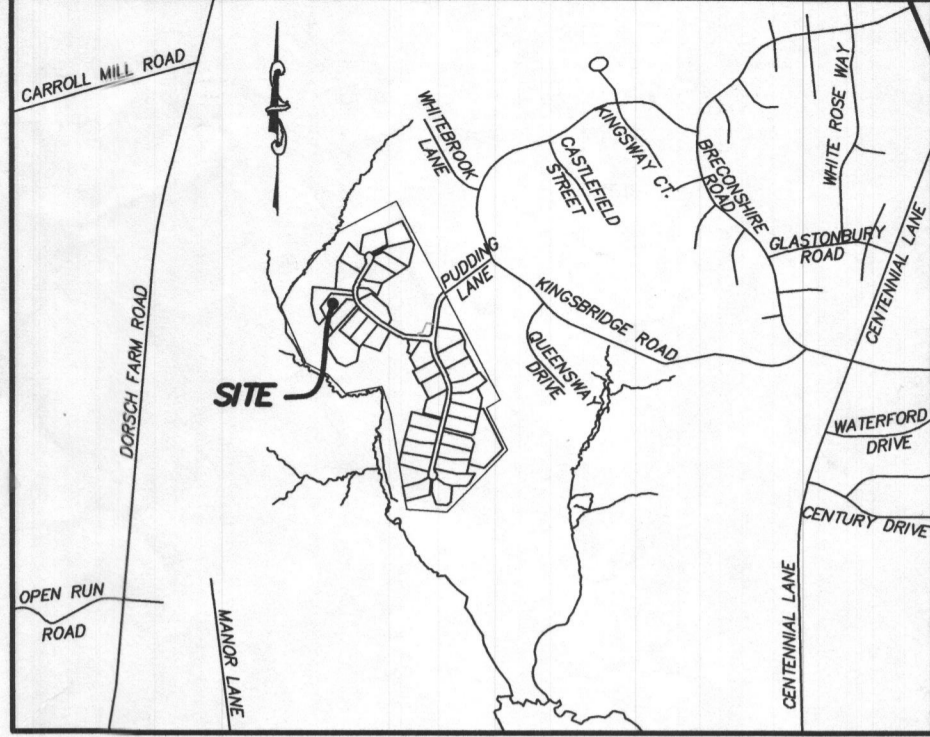 CARROLL MILL ROAD
WHITEBROOK
LANE
KINGSWAY CT.
CASTLEFIELD
STREET
BRECONSHIRE
ROAD
WHITE ROSE WAY
GLASTONBURY
ROAD
CENTENNIAL LANE
PUDDING
LANE
KINGSBRIDGE ROAD
QUEENSWA
DRIVE
DORSCH FARM ROAD
SITE
WATERFORD
DRIVE
CENTURY DRIVE
OPEN RUN
ROAD
MANOR LANE
CENTENNIAL LANE